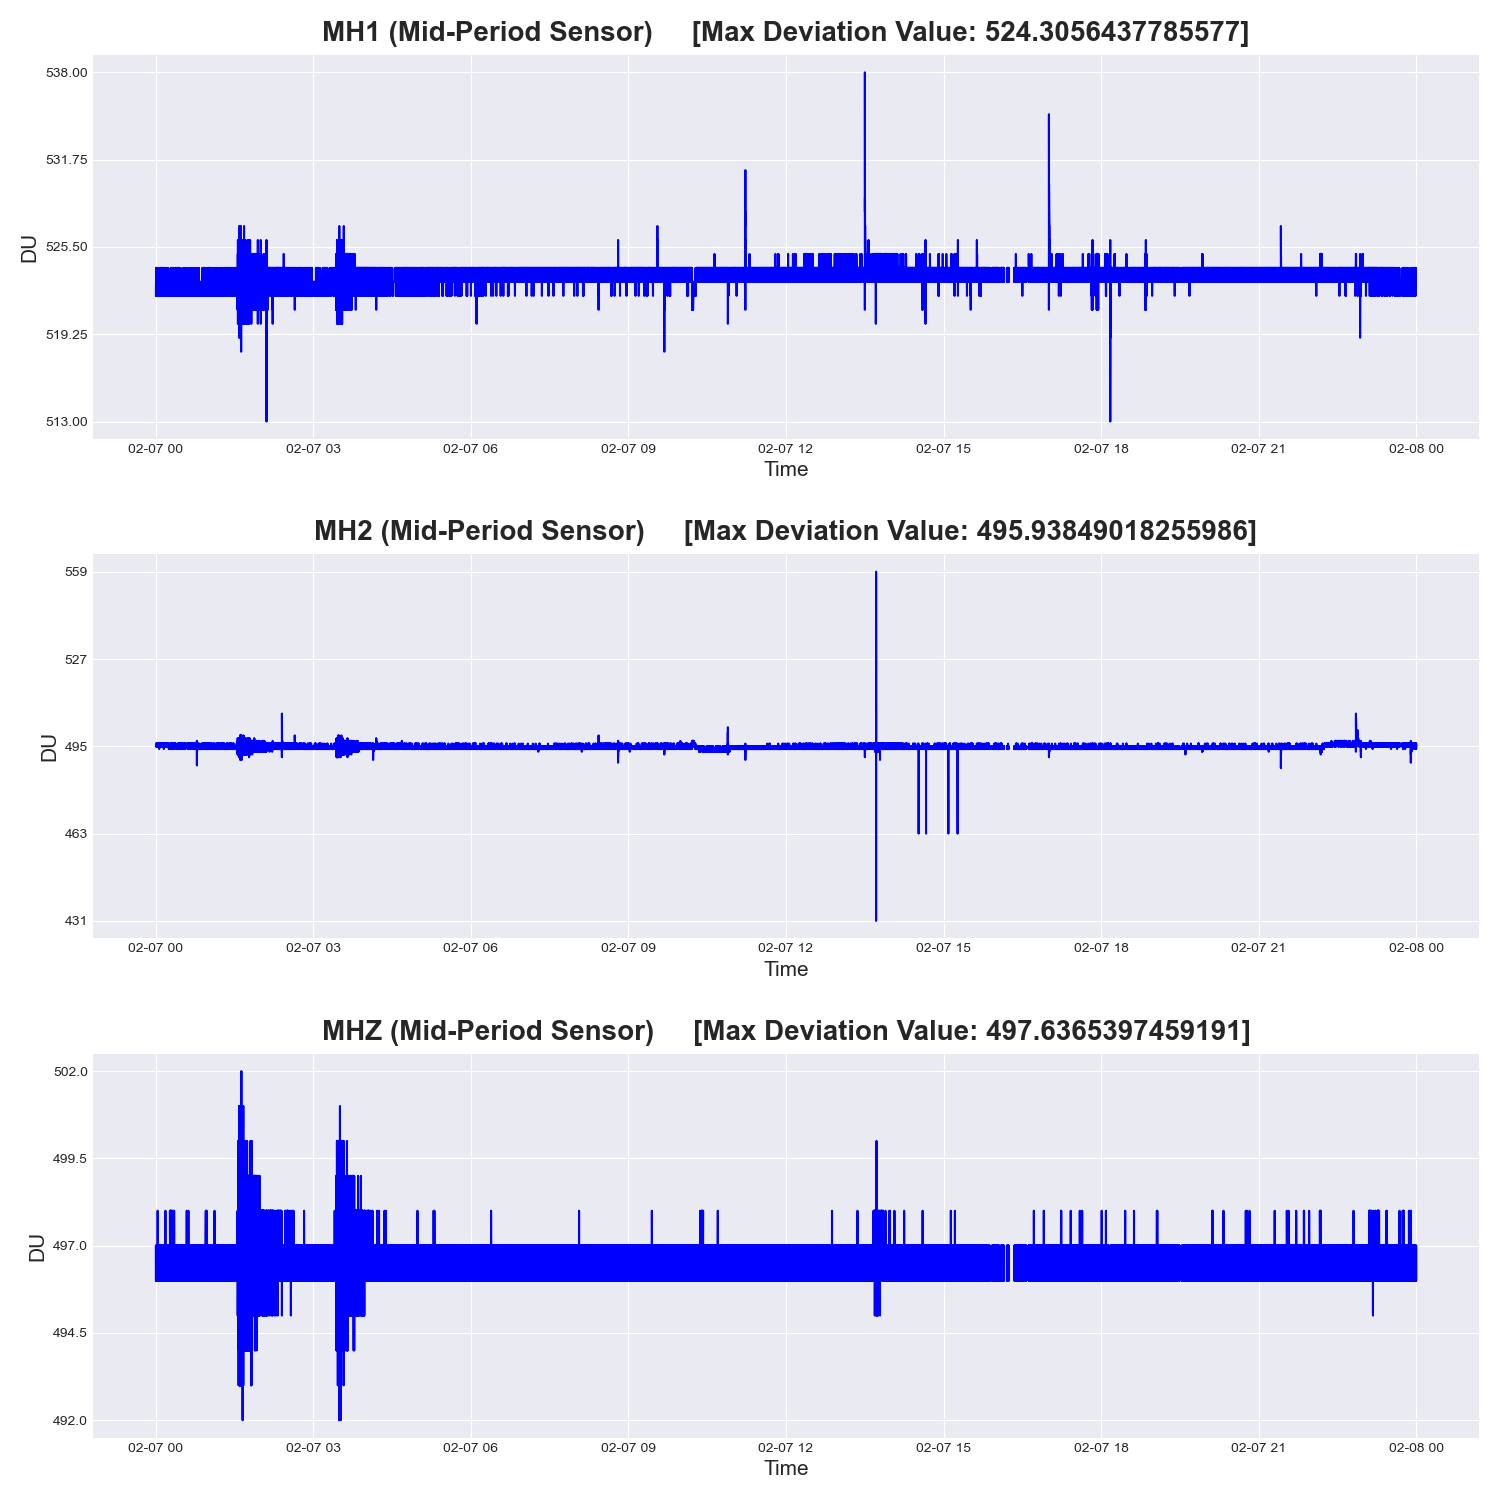 MH1 (Mid-Period Sensor) [Max Deviation Value: 524.3056437785577]
538.00
531.75
525.50
519.25
513.00
DU
02-07 00 02-07 03 02-07 06 02-07 09 02-07 12 02-07 15 02-07 18 02-07 21 02-08 00
Time
MH2 (Mid-Period Sensor) [Max Deviation Value: 495.93849018255986]
559
527
495
463
431
DU
02-07 00 02-07 03 02-07 06 02-07 09 02-07 12 02-07 15 02-07 18 02-07 21 02-08 00
Time
MHZ (Mid-Period Sensor) [Max Deviation Value: 497.6365397459191]
502.0
499.5
497.0
494.5
492.0
DU
02-07 00 02-07 03 02-07 06 02-07 09 02-07 12 02-07 15 02-07 18 02-07 21 02-08 00
Time